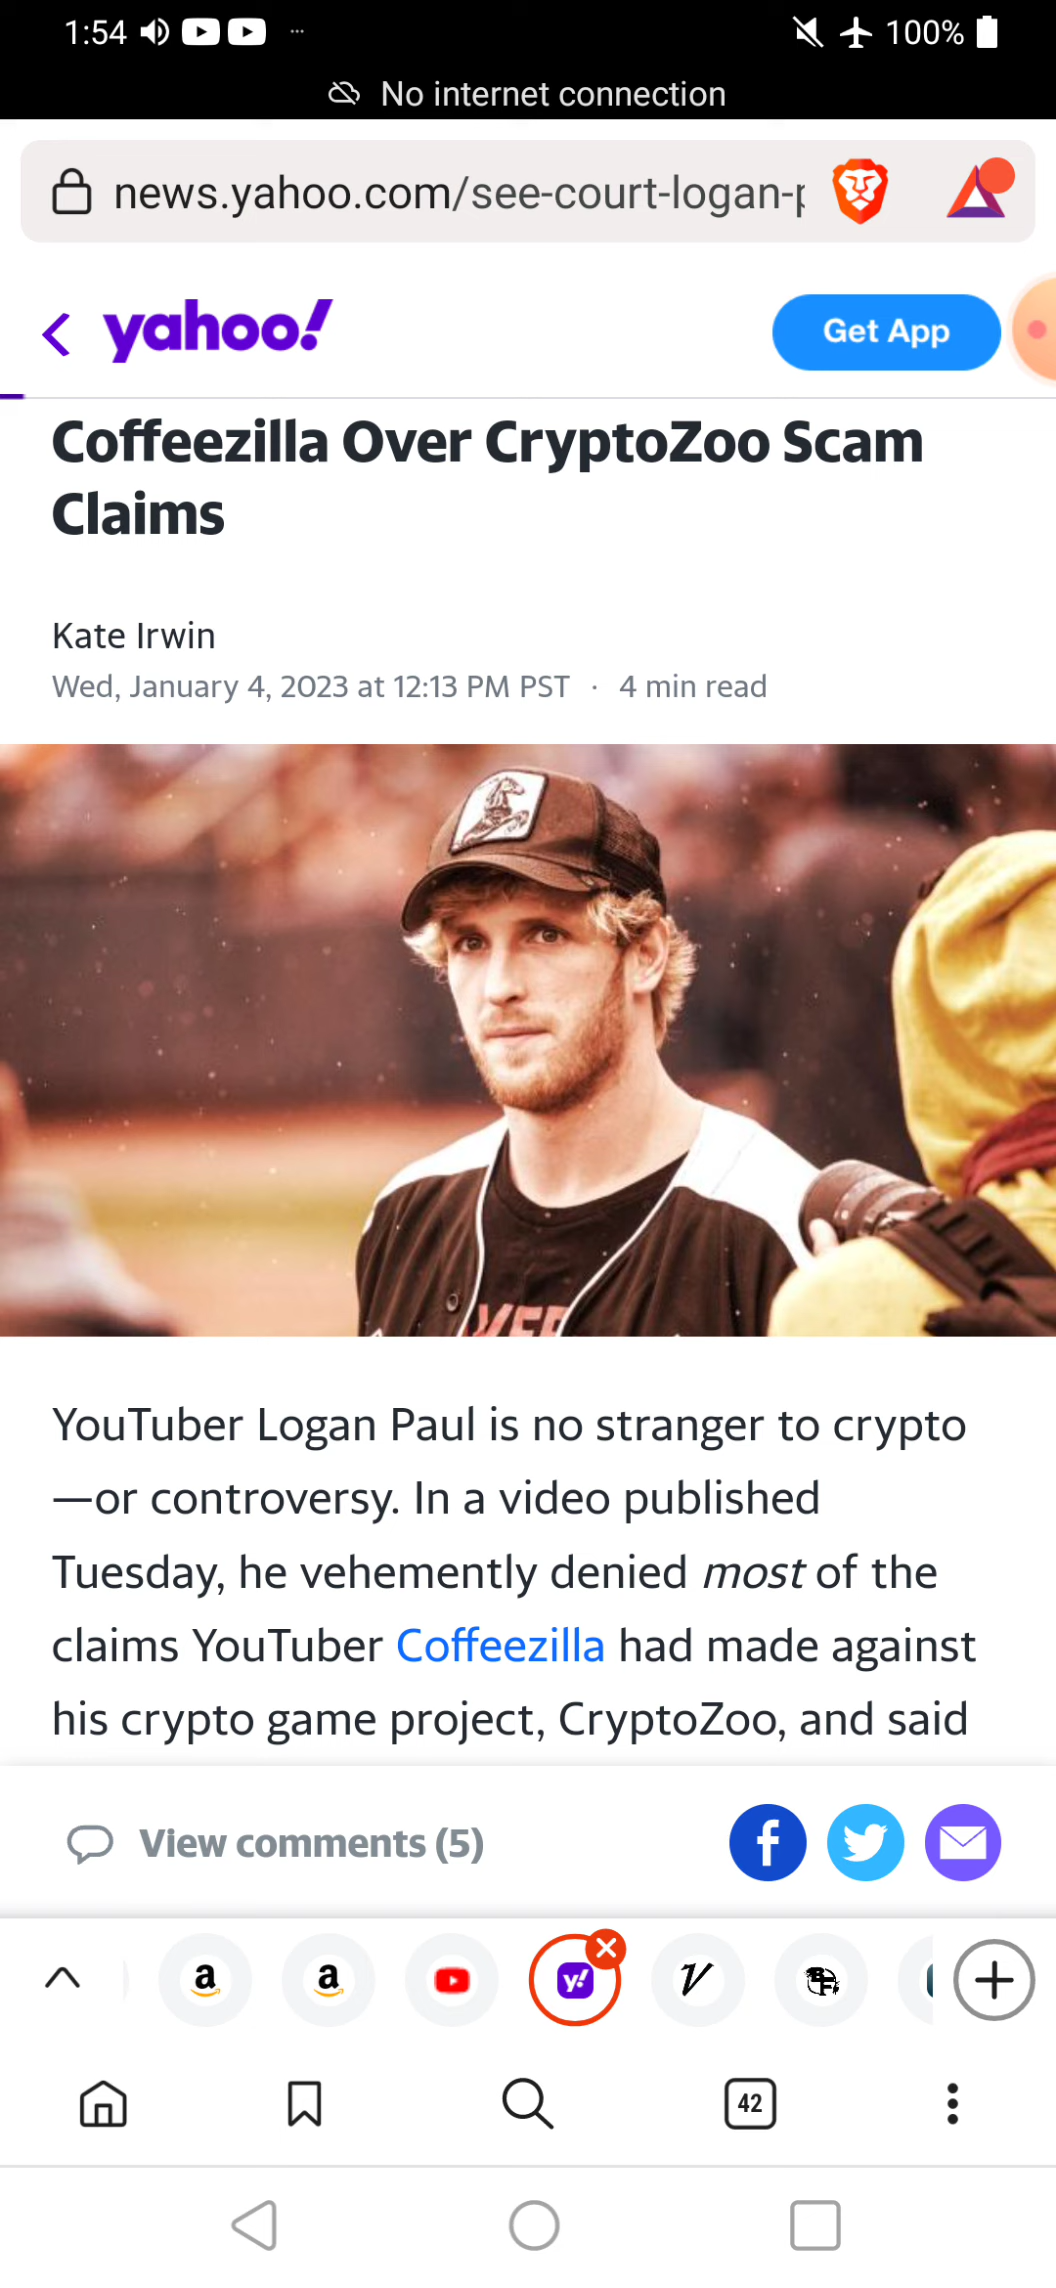 1:54
100%
No internet connection
news.yahoo.com/see-court-logan-p
yahoo!
Get App
Coffeezilla Over CryptoZoo Scam
Claims
Kate Irwin
Wed, January 4, 2023 at 12:13 PM PST · 4 min read
YouTuber Logan Paul is no stranger to crypto
—or controversy. In a video published
Tuesday, he vehemently denied most of the
claims YouTuber Coffeezilla had made against
his crypto game project, CryptoZoo, and said
View comments (5)
42